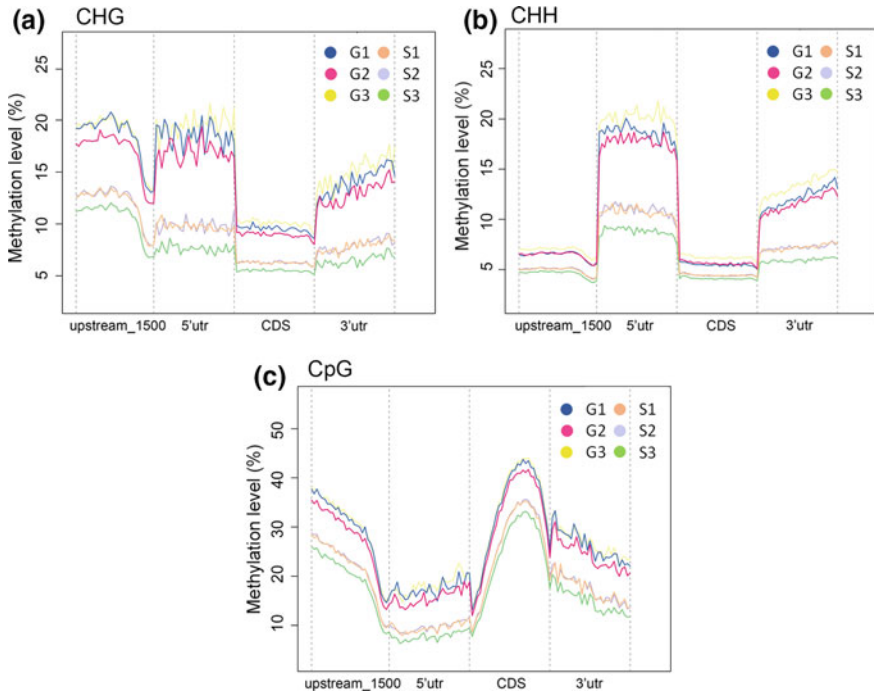 (a) CHG
Methylation level (%)
25
20
15
10
5
G1 S1
G2 S2
G3 S3
upstream_1500 5'utr CDS 3'utr
(b) CHH
Methylation level (%)
25
20
15
10
5
G1 S1
G2 S2
G3 S3
upstream_1500 5'utr CDS 3'utr
(c) CpG
Methylation level (%)
50
40
30
20
10
G1 S1
G2 S2
G3 S3
upstream_1500 5'utr CDS 3'utr